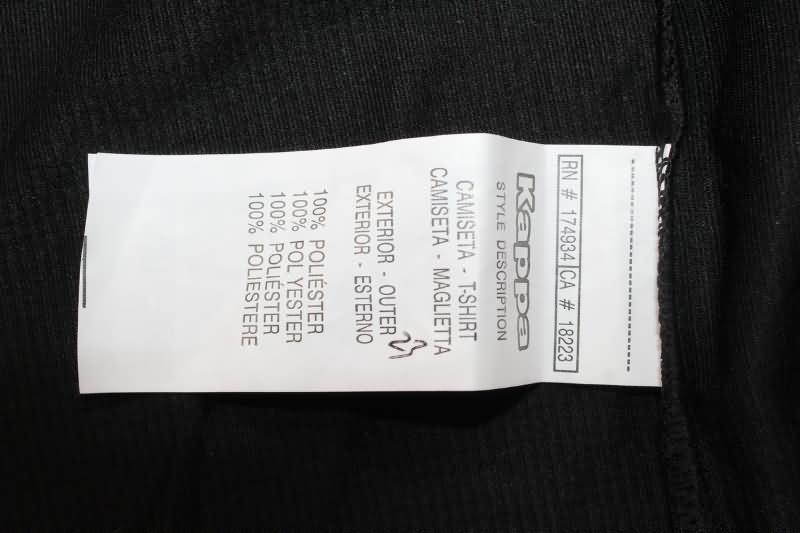 RN # 174934 CA # 18223
Kappa
STYLE DESCRIPTION
CAMISETA - T-SHIRT
CAMISETA - MAGLIETTA
EXTERIOR - OUTER
EXTERIOR - ESTERNO
100% POLIÉSTER
100% POLYESTER
100% POLIÉSTER
100% POLIESTERE